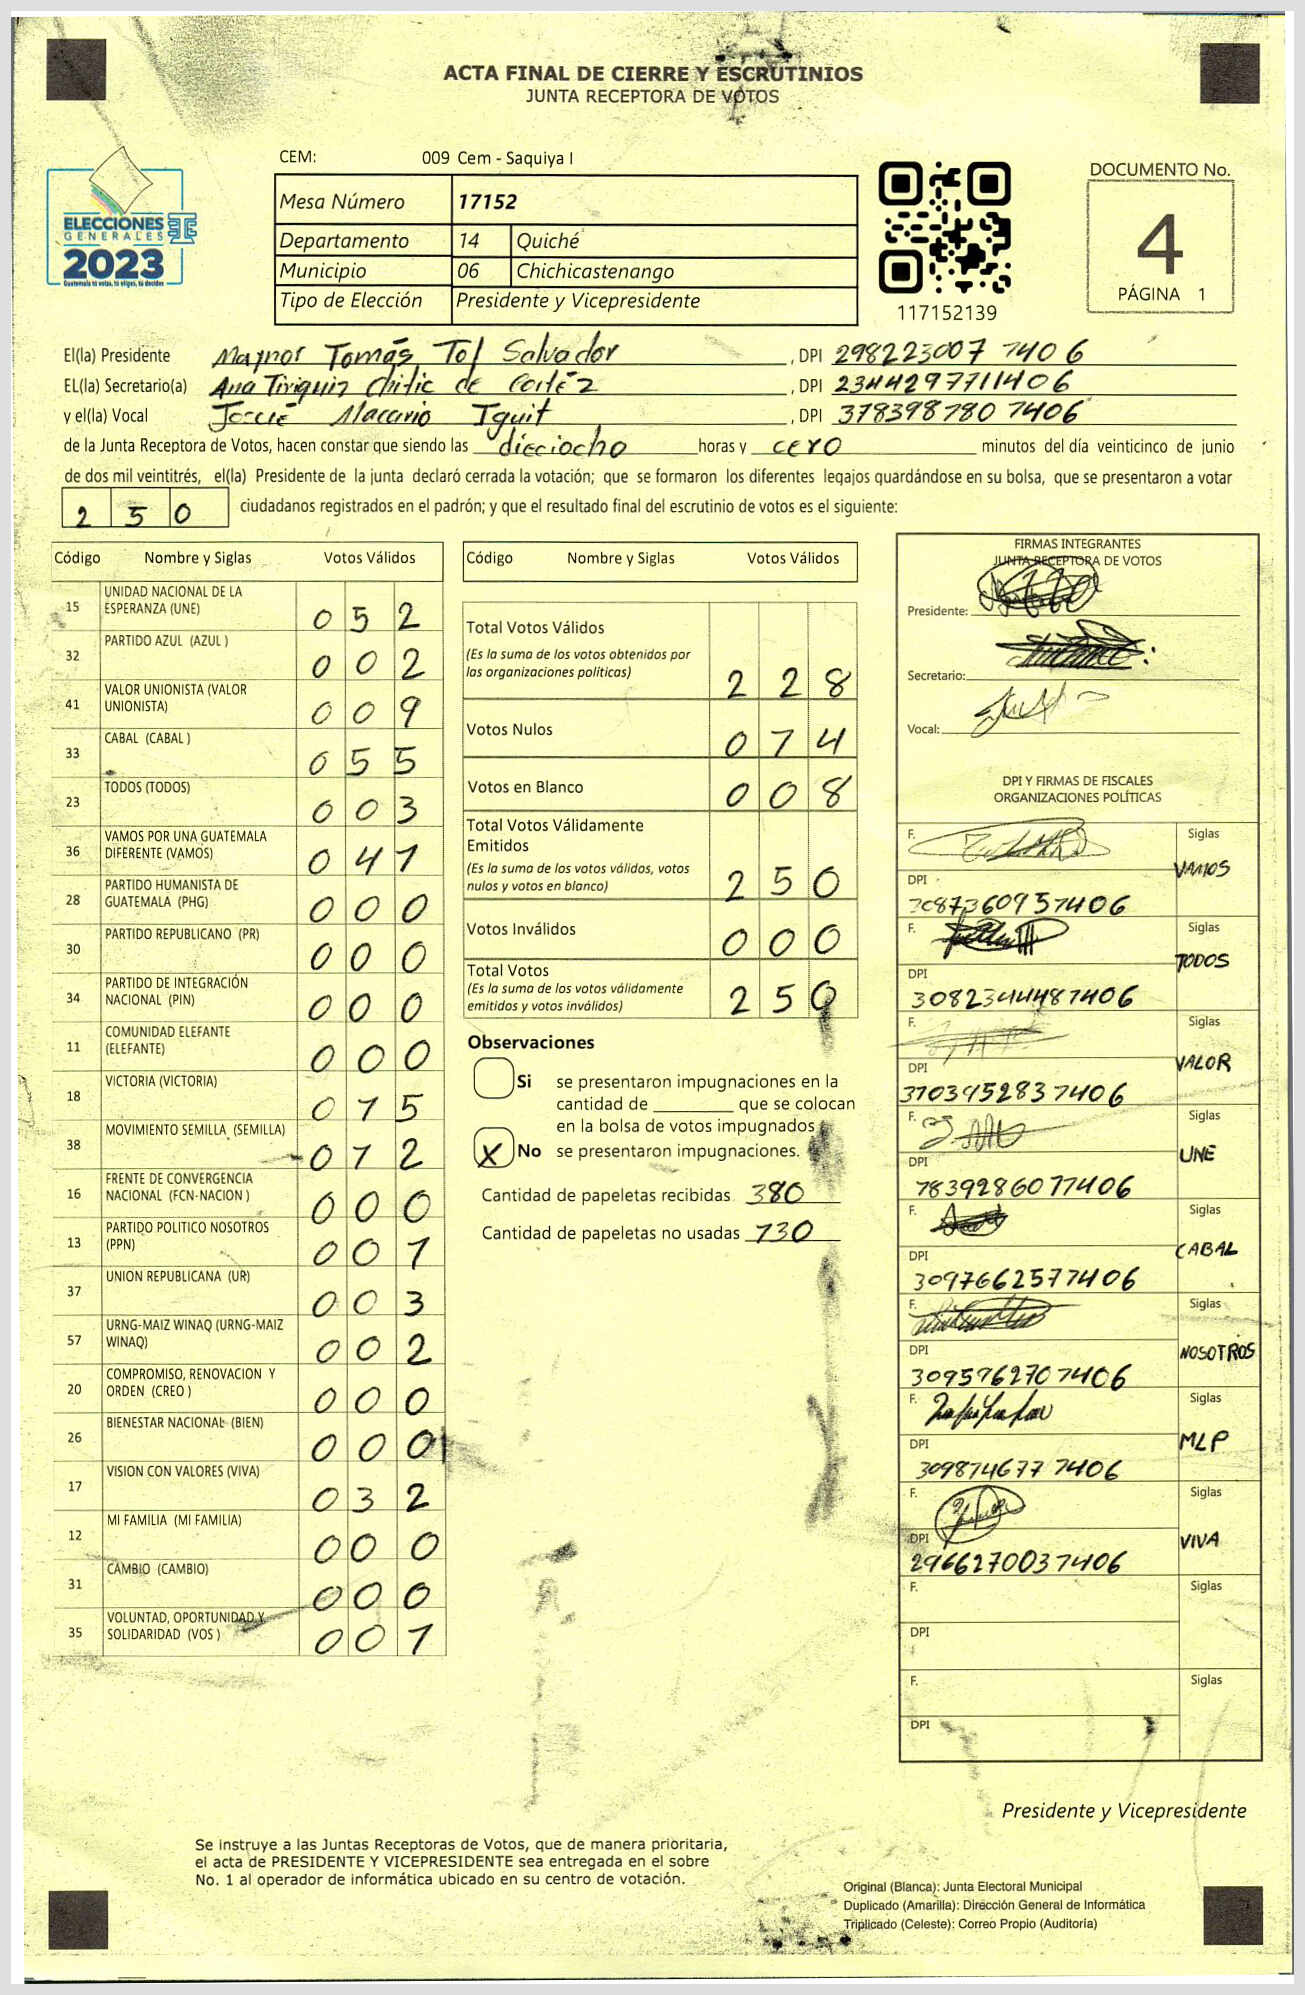 ACTA FINAL DE CIERRE Y ESCRUTINIOS
JUNTA RECEPTORA DE VOTOS
ELECCIONES
GENERALES
2023
Guatemala tú votas, tú eliges, tú decides
CEM: 009 Cem - Saquiya I
Mesa Número 17152
Departamento 14 Quiché
Municipio 06 Chichicastenango
Tipo de Elección Presidente y Vicepresidente
117152139
DOCUMENTO No.
4
PÁGINA 1
El(la) Presidente Maynor Tomás Tol Salvador , DPI 298223007 7406
EL(la) Secretario(a) Ana Tiriquiz Chitic de Cortéz , DPI 2344297711406
y el(la) Vocal Josué Macario Iguit , DPI 378398780 7406
de la Junta Receptora de Votos, hacen constar que siendo las dieciocho horas y cero minutos del día veinticinco de junio
de dos mil veintitrés, el(la) Presidente de la junta declaró cerrada la votación; que se formaron los diferentes legajos guardándose en su bolsa, que se presentaron a votar
250 ciudadanos registrados en el padrón; y que el resultado final del escrutinio de votos es el siguiente:
Código Nombre y Siglas Votos Válidos
15 UNIDAD NACIONAL DE LA
ESPERANZA (UNE) 0 5 2
32 PARTIDO AZUL (AZUL ) 0 0 2
41 VALOR UNIONISTA (VALOR
UNIONISTA) 0 0 9
33 CABAL (CABAL ) 0 5 5
23 TODOS (TODOS) 0 0 3
36 VAMOS POR UNA GUATEMALA
DIFERENTE (VAMOS) 0 4 1
28 PARTIDO HUMANISTA DE
GUATEMALA (PHG) 0 0 0
30 PARTIDO REPUBLICANO (PR) 0 0 0
34 PARTIDO DE INTEGRACIÓN
NACIONAL (PIN) 0 0 0
11 COMUNIDAD ELEFANTE
(ELEFANTE) 0 0 0
18 VICTORIA (VICTORIA) 0 1 5
38 MOVIMIENTO SEMILLA (SEMILLA) 0 1 2
16 FRENTE DE CONVERGENCIA
NACIONAL (FCN-NACION ) 0 0 0
13 PARTIDO POLITICO NOSOTROS
(PPN) 0 0 1
37 UNION REPUBLICANA (UR) 0 0 3
57 URNG-MAIZ WINAQ (URNG-MAIZ
WINAQ) 0 0 2
20 COMPROMISO, RENOVACION Y
ORDEN (CREO ) 0 0 0
26 BIENESTAR NACIONAL (BIEN) 0 0 0
17 VISION CON VALORES (VIVA) 0 3 2
12 MI FAMILIA (MI FAMILIA) 0 0 0
31 CAMBIO (CAMBIO) 0 0 0
35 VOLUNTAD, OPORTUNIDAD Y
SOLIDARIDAD (VOS ) 0 0 1
Código Nombre y Siglas Votos Válidos
Total Votos Válidos
(Es la suma de los votos obtenidos por
las organizaciones políticas) 2 2 8
Votos Nulos 0 1 4
Votos en Blanco 0 0 8
Total Votos Válidamente
Emitidos
(Es la suma de los votos válidos, votos
nulos y votos en blanco) 2 5 0
Votos Inválidos 0 0 0
Total Votos
(Es la suma de los votos válidamente
emitidos y votos inválidos) 2 5 0
Observaciones
Si se presentaron impugnaciones en la
cantidad de ________ que se colocan
en la bolsa de votos impugnados
X No se presentaron impugnaciones.
Cantidad de papeletas recibidas 380
Cantidad de papeletas no usadas 130
FIRMAS INTEGRANTES
JUNTA RECEPTORA DE VOTOS
Presidente:
Secretario:
Vocal:
DPI Y FIRMAS DE FISCALES
ORGANIZACIONES POLÍTICAS
F. Siglas
VAMOS
DPI
3087360957406
F. Siglas
TODOS
DPI
3082344487406
F. Siglas
VALOR
DPI
3703952837406
F. Siglas
UNE
DPI
1839286077406
F. Siglas
CABAL
DPI
3097662577406
F. Siglas
NOSOTROS
DPI
309596270 7406
F. Siglas
MLP
DPI
309874677 7406
F. Siglas
VIVA
DPI
2966270037406
F. Siglas
DPI
F. Siglas
DPI
Presidente y Vicepresidente
Se instruye a las Juntas Receptoras de Votos, que de manera prioritaria,
el acta de PRESIDENTE Y VICEPRESIDENTE sea entregada en el sobre
No. 1 al operador de informática ubicado en su centro de votación.
Original (Blanca): Junta Electoral Municipal
Duplicado (Amarilla): Dirección General de Informática
Triplicado (Celeste): Correo Propio (Auditoría)